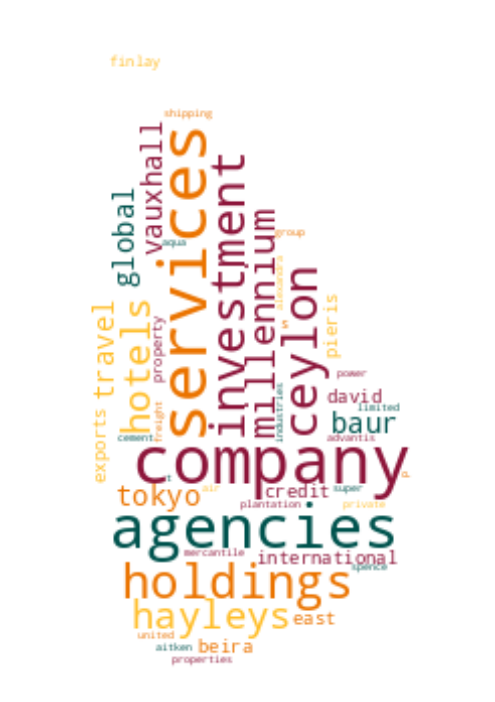 finlay
shipping
services
vauxhall
investment
global
aqua
millennium
group
alexandra
ceylon
s
pieris
hotels
travel
property
power
exports
freight
industries
david
limited
baur
cement
advantis
company
p
t
tokyo
air
credit
super
plantation
private
agencies
mercantile
international
spence
holdings
hayleys
east
united
aitken
beira
properties